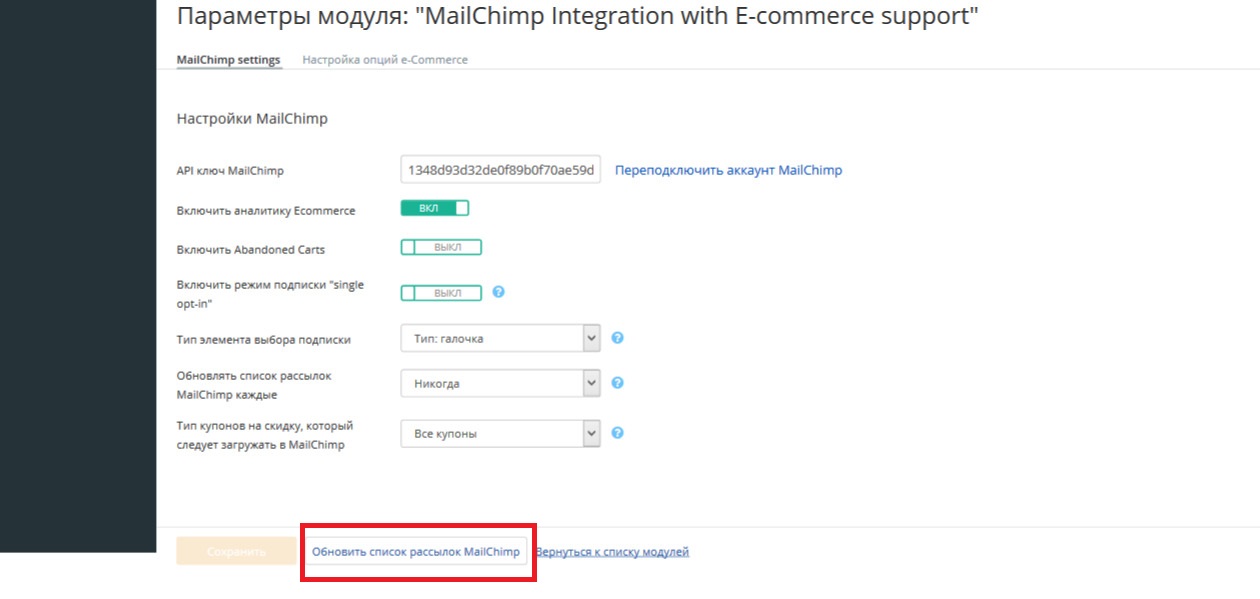 Параметры модуля: "MailChimp Integration with E-commerce support"
MailChimp settings Настройка опций e-Commerce
Настройки MailChimp
API ключ MailChimp 1348d93d32de0f89b0f70ae59d Переподключить аккаунт MailChimp
Включить аналитику Ecommerce ВКЛ
Включить Abandoned Carts ВЫКЛ
Включить режим подписки "single
opt-in" ВЫКЛ ?
Тип элемента выбора подписки Тип: галочка ?
Обновлять список рассылок
MailChimp каждые Никогда ?
Тип купонов на скидку, который
следует загружать в MailChimp Все купоны ?
Сохранить Обновить список рассылок MailChimp Вернуться к списку модулей